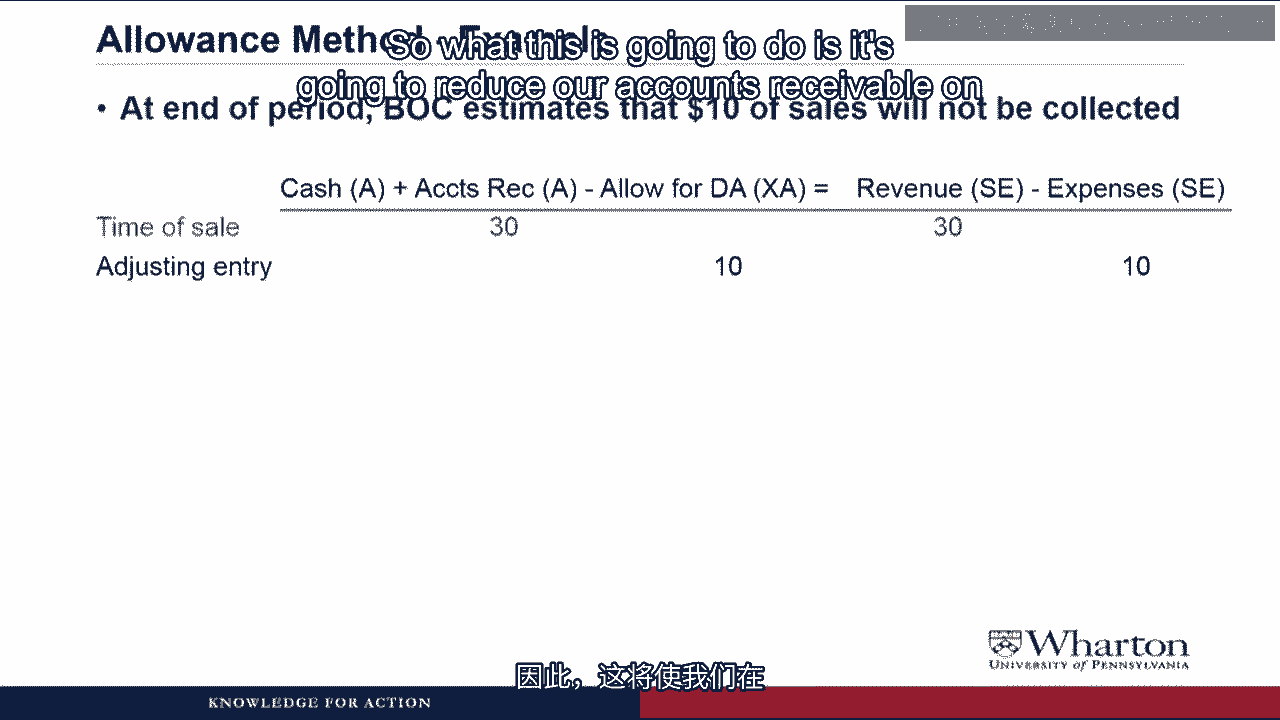 Allowance Method - Example
So what this is going to do is it's
going to reduce our accounts receivable on
• At end of period, BOC estimates that $10 of sales will not be collected
Cash (A) + Accts Rec (A) - Allow for DA (XA) = Revenue (SE) - Expenses (SE)
Time of sale 30 30
Adjusting entry 10 10
Wharton
UNIVERSITY of PENNSYLVANIA
因此，这将使我们在
KNOWLEDGE FOR ACTION